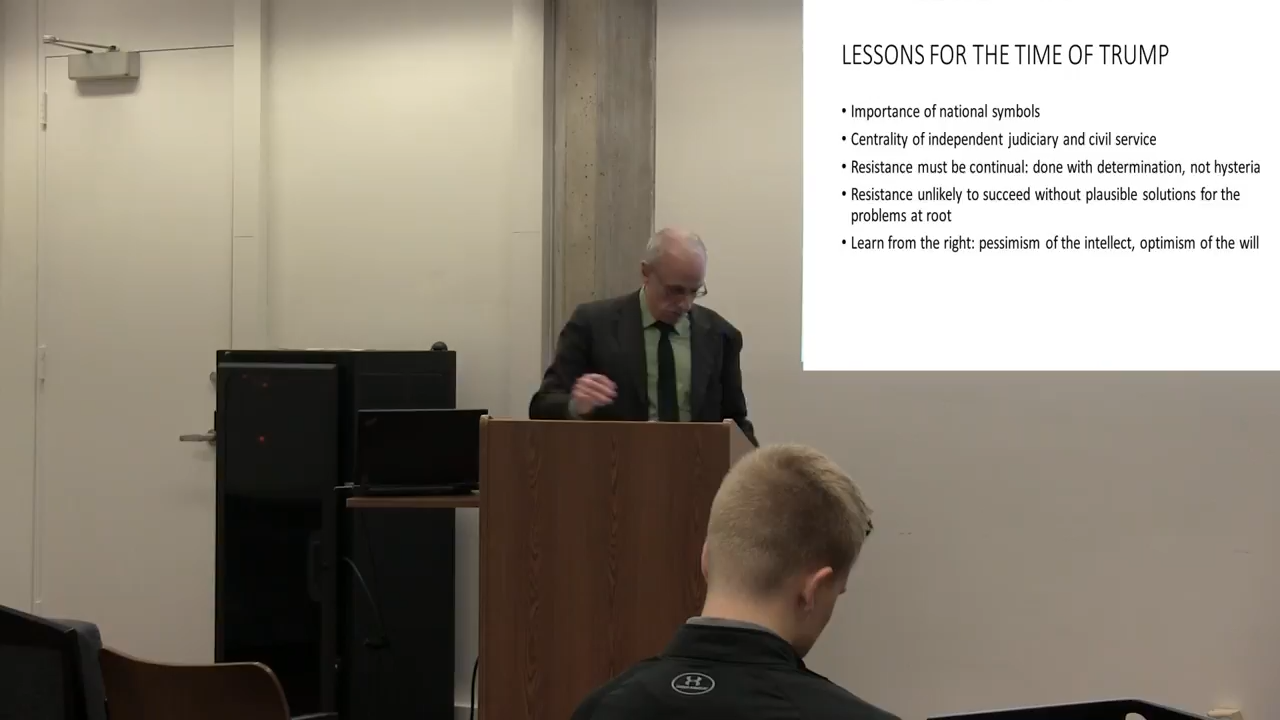 LESSONS FOR THE TIME OF TRUMP
• Importance of national symbols
• Centrality of independent judiciary and civil service
• Resistance must be continual: done with determination, not hysteria
• Resistance unlikely to succeed without plausible solutions for the
problems at root
• Learn from the right: pessimism of the intellect, optimism of the will